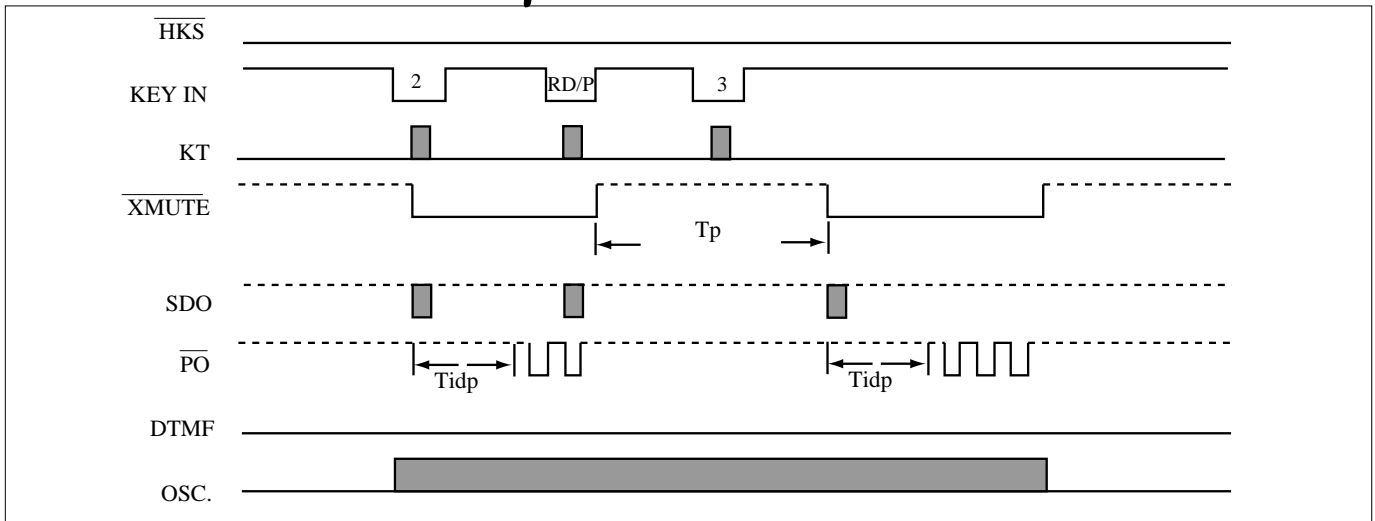 HKS
KEY IN 2 RD/P 3
KT
XMUTE
Tp
SDO
PO
Tidp Tidp
DTMF
OSC.